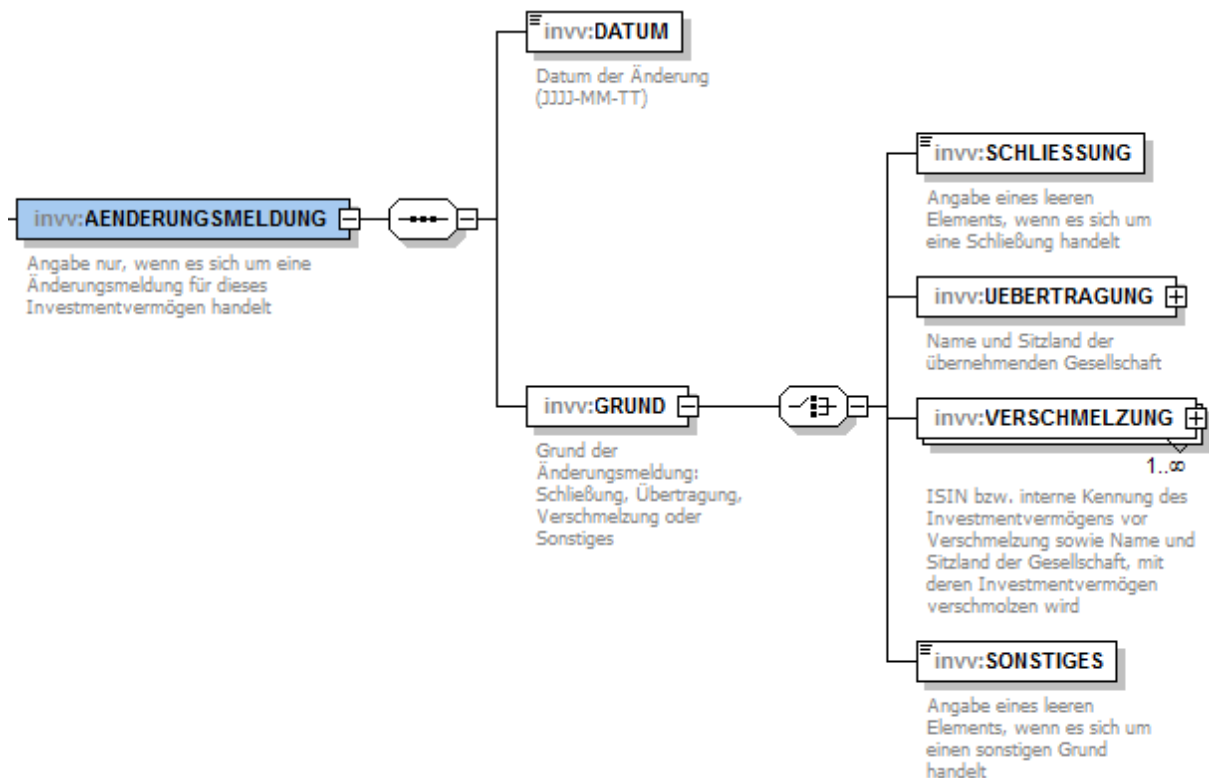 invv:DATUM
Datum der Änderung
(JJJJ-MM-TT)
invv:AENDERUNGSMELDUNG
Angabe nur, wenn es sich um eine
Änderungsmeldung für dieses
Investmentvermögen handelt
invv:GRUND
Grund der
Änderungsmeldung:
Schließung, Übertragung,
Verschmelzung oder
Sonstiges
invv:SCHLIESSUNG
Angabe eines leeren
Elements, wenn es sich um
eine Schließung handelt
invv:UEBERTRAGUNG
Name und Sitzland der
übernehmenden Gesellschaft
invv:VERSCHMELZUNG
1..∞
ISIN bzw. interne Kennung des
Investmentvermögens vor
Verschmelzung sowie Name und
Sitzland der Gesellschaft, mit
deren Investmentvermögen
verschmolzen wird
invv:SONSTIGES
Angabe eines leeren
Elements, wenn es sich um
einen sonstigen Grund
handelt